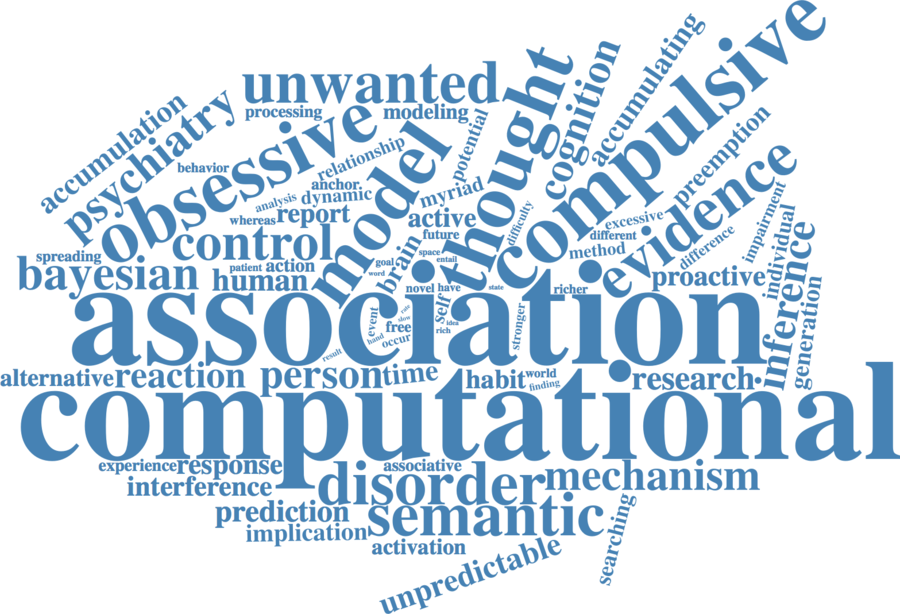 compulsive
unwanted
thought
cognition
accumulating
accumulation
psychiatry
processing
modeling
obsessive
potential
preemption
behavior
relationship
model
evidence
analysis
anchor.
dynamic
myriad
difficulty
excessive
whereas
report
active
different
difference
impairment
control
future
method
individual
spreading
brain
space
entail
bayesian
patient
action
goal
word
proactive
inference
human
novel
have
state
richer
association
event
rate
slow
free
self
idea
rich
stronger
generation
result
hand
occur
alternative
reaction
person
time
habit
world
finding
research
computational
experience
response
associative
mechanism
interference
disorder
prediction
semantic
implication
searching
activation
unpredictable